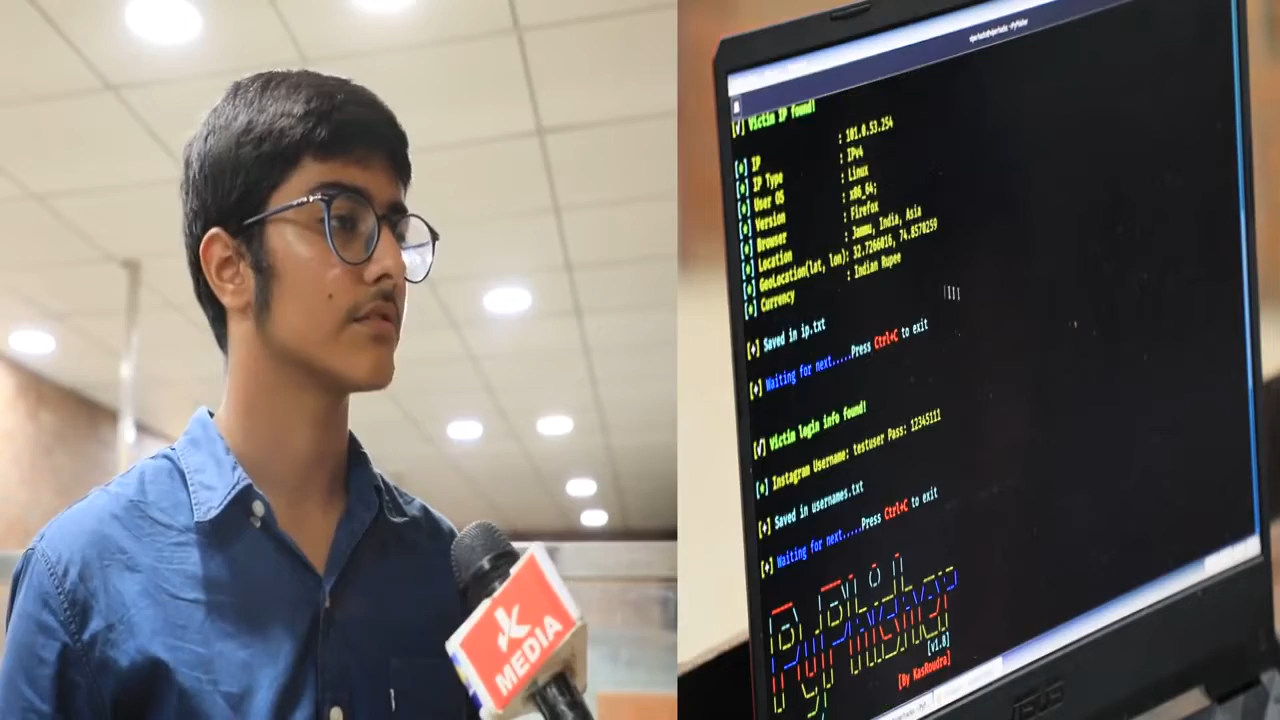 JK
MEDIA
[√] Victim IP found!
[•] IP : 101.0.53.254
[•] IP Type : IPv4
[•] User OS : Linux
[•] Version : x86_64;
[•] Browser : Firefox
[•] Location : Jammu, India, Asia
[•] GeoLocation(lat, lon): 32.7266016, 74.8570259
[•] Currency : Indian Rupee
[+] Saved in ip.txt
[+] Waiting for next.....Press Ctrl+C to exit
[√] Victim login info found!
[•] Instagram Username: testuser Pass: 12345111
[+] Saved in usernames.txt
[+] Waiting for next.....Press Ctrl+C to exit
PyPhisher
[v1.8]
[By KasRoudra]
ASUS